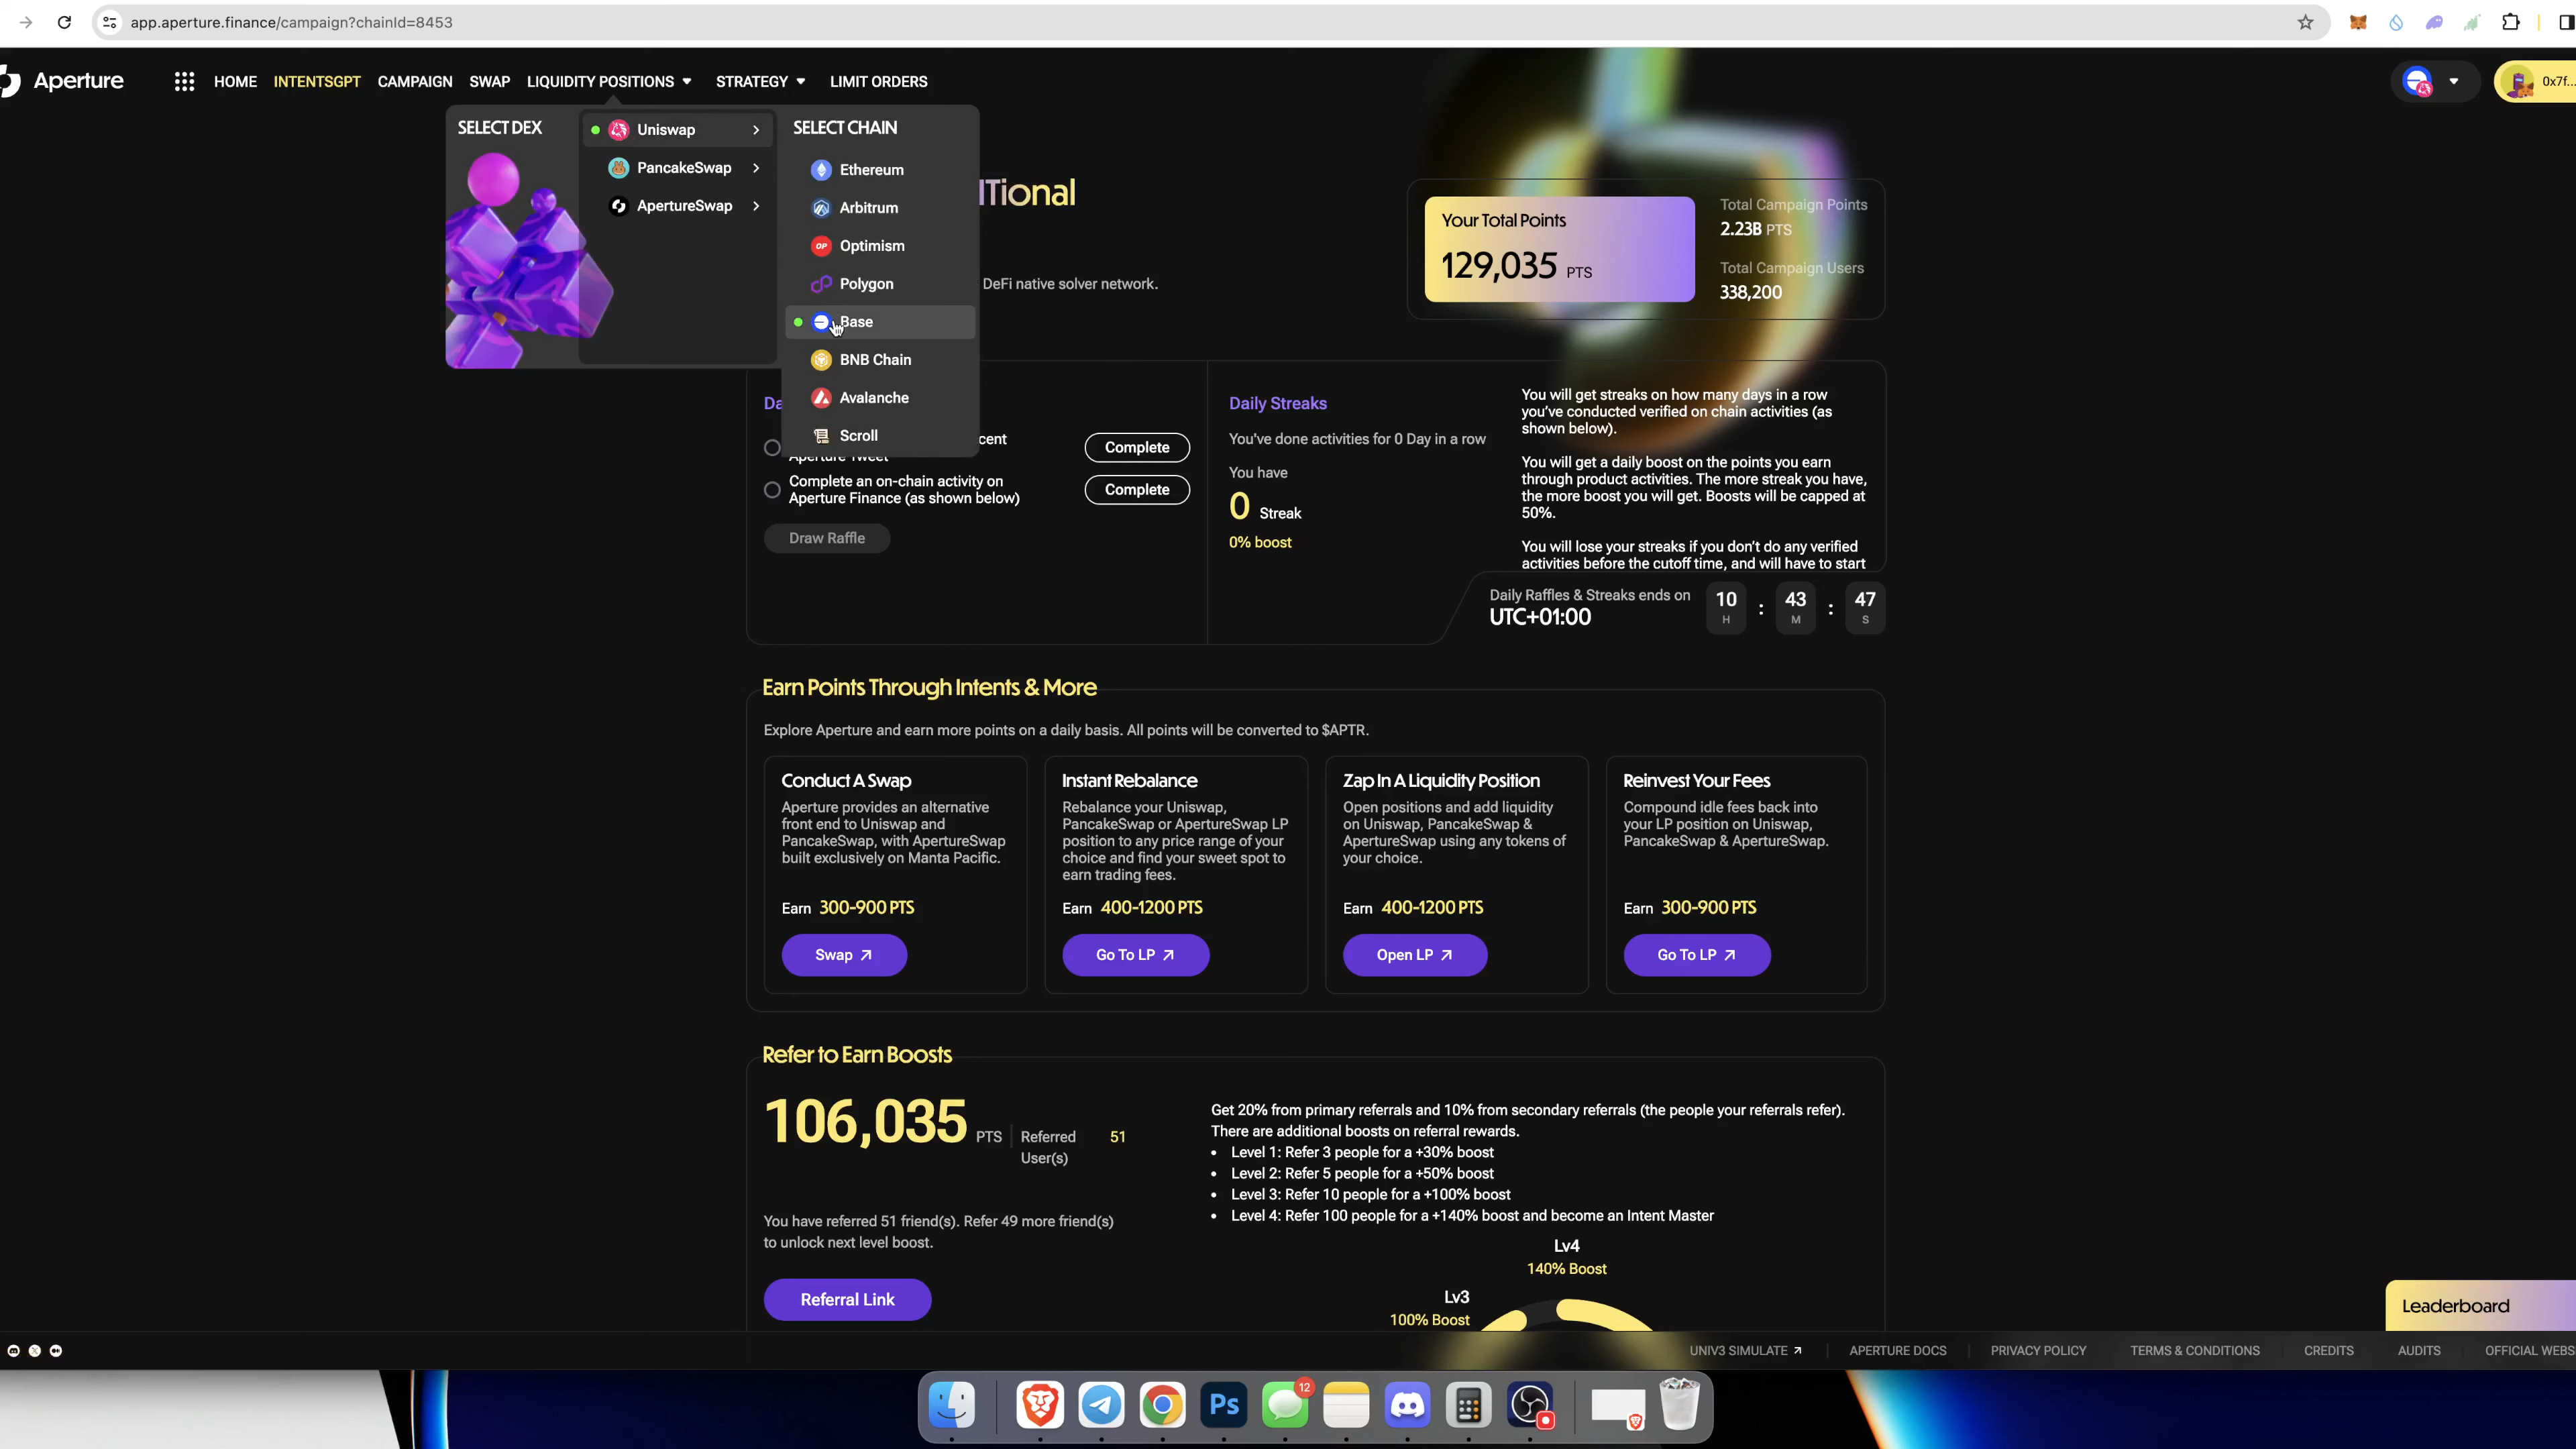 app.aperture.finance/campaign?chainId=8453
Aperture
HOME
INTENTSGPT
CAMPAIGN
SWAP
LIQUIDITY POSITIONS
STRATEGY
LIMIT ORDERS
0x7f...
SELECT DEX
Uniswap
PancakeSwap
ApertureSwap
SELECT CHAIN
Ethereum
Arbitrum
Optimism
Polygon
Base
BNB Chain
Avalanche
Scroll
DeFi native solver network.
Your Total Points
129,035 PTS
Total Campaign Points
2.23B PTS
Total Campaign Users
338,200
Aperture Tweet
Complete
Complete an on-chain activity on
Aperture Finance (as shown below)
Complete
Draw Raffle
Daily Streaks
You've done activities for 0 Day in a row
You have
0 Streak
0% boost
You will get streaks on how many days in a row
you've conducted verified on chain activities (as
shown below).
You will get a daily boost on the points you earn
through product activities. The more streak you have,
the more boost you will get. Boosts will be capped at
50%.
You will lose your streaks if you don't do any verified
activities before the cutoff time, and will have to start
Daily Raffles & Streaks ends on
UTC+01:00
10 : 43 : 47
H M S
Earn Points Through Intents & More
Explore Aperture and earn more points on a daily basis. All points will be converted to $APTR.
Conduct A Swap
Aperture provides an alternative
front end to Uniswap and
PancakeSwap, with ApertureSwap
built exclusively on Manta Pacific.
Earn 300-900 PTS
Swap
Instant Rebalance
Rebalance your Uniswap,
PancakeSwap or ApertureSwap LP
position to any price range of your
choice and find your sweet spot to
earn trading fees.
Earn 400-1200 PTS
Go To LP
Zap In A Liquidity Position
Open positions and add liquidity
on Uniswap, PancakeSwap &
ApertureSwap using any tokens of
your choice.
Earn 400-1200 PTS
Open LP
Reinvest Your Fees
Compound idle fees back into
your LP position on Uniswap,
PancakeSwap & ApertureSwap.
Earn 300-900 PTS
Go To LP
Refer to Earn Boosts
106,035 PTS
Referred
User(s)
51
You have referred 51 friend(s). Refer 49 more friend(s)
to unlock next level boost.
Referral Link
Get 20% from primary referrals and 10% from secondary referrals (the people your referrals refer).
There are additional boosts on referral rewards.
• Level 1: Refer 3 people for a +30% boost
• Level 2: Refer 5 people for a +50% boost
• Level 3: Refer 10 people for a +100% boost
• Level 4: Refer 100 people for a +140% boost and become an Intent Master
Lv4
140% Boost
Lv3
100% Boost
Leaderboard
UNIV3 SIMULATE
APERTURE DOCS
PRIVACY POLICY
TERMS & CONDITIONS
CREDITS
AUDITS
OFFICIAL WEBS
Ps
12